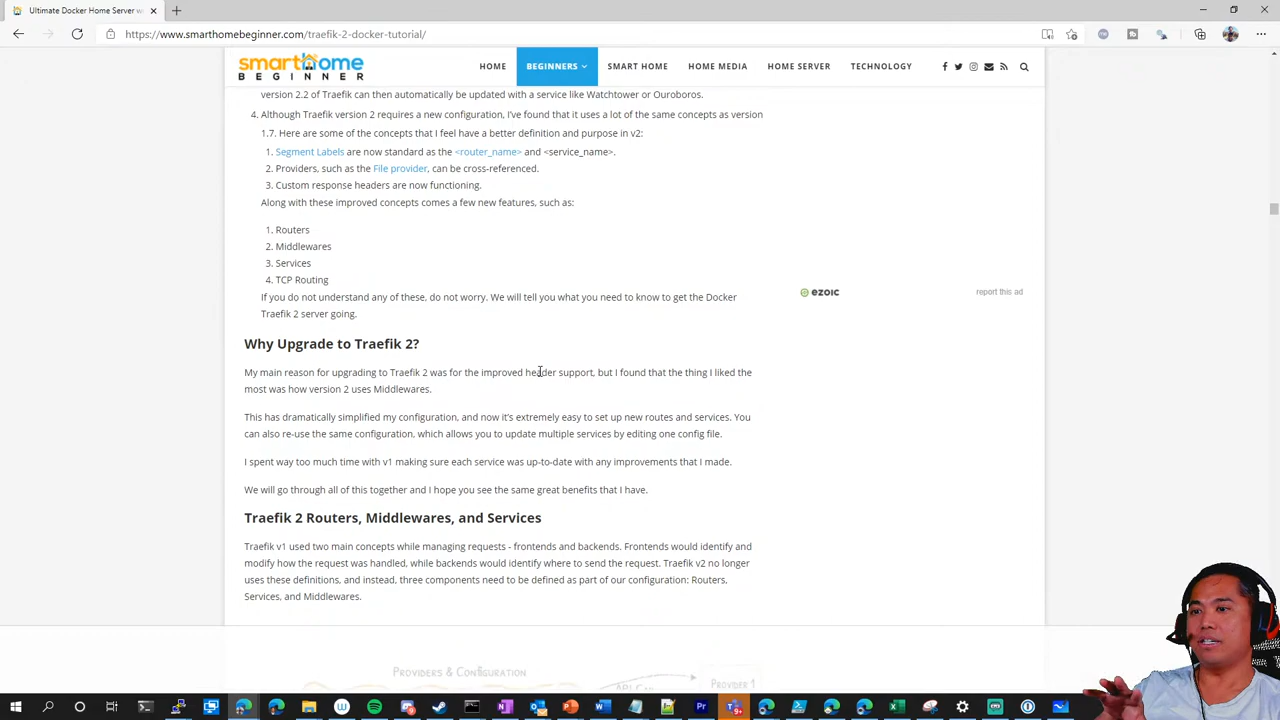 Ultimate Docker Home Server w
https://www.smarthomebeginner.com/traefik-2-docker-tutorial/
smarthome
BEGINNER
HOME
BEGINNERS
SMART HOME
HOME MEDIA
HOME SERVER
TECHNOLOGY
version 2.2 of Traefik can then automatically be updated with a service like Watchtower or Ouroboros.
4. Although Traefik version 2 requires a new configuration, I've found that it uses a lot of the same concepts as version
1.7. Here are some of the concepts that I feel have a better definition and purpose in v2:
1. Segment Labels are now standard as the <router_name> and <service_name>.
2. Providers, such as the File provider, can be cross-referenced.
3. Custom response headers are now functioning.
Along with these improved concepts comes a few new features, such as:
1. Routers
2. Middlewares
3. Services
4. TCP Routing
If you do not understand any of these, do not worry. We will tell you what you need to know to get the Docker
Traefik 2 server going.
ezoic
report this ad
Why Upgrade to Traefik 2?
My main reason for upgrading to Traefik 2 was for the improved header support, but I found that the thing I liked the
most was how version 2 uses Middlewares.
This has dramatically simplified my configuration, and now it's extremely easy to set up new routes and services. You
can also re-use the same configuration, which allows you to update multiple services by editing one config file.
I spent way too much time with v1 making sure each service was up-to-date with any improvements that I made.
We will go through all of this together and I hope you see the same great benefits that I have.
Traefik 2 Routers, Middlewares, and Services
Traefik v1 used two main concepts while managing requests - frontends and backends. Frontends would identify and
modify how the request was handled, while backends would identify where to send the request. Traefik v2 no longer
uses these definitions, and instead, three components need to be defined as part of our configuration: Routers,
Services, and Middlewares.
PROVIDERS & CONFIGURATION
PROVIDER 1